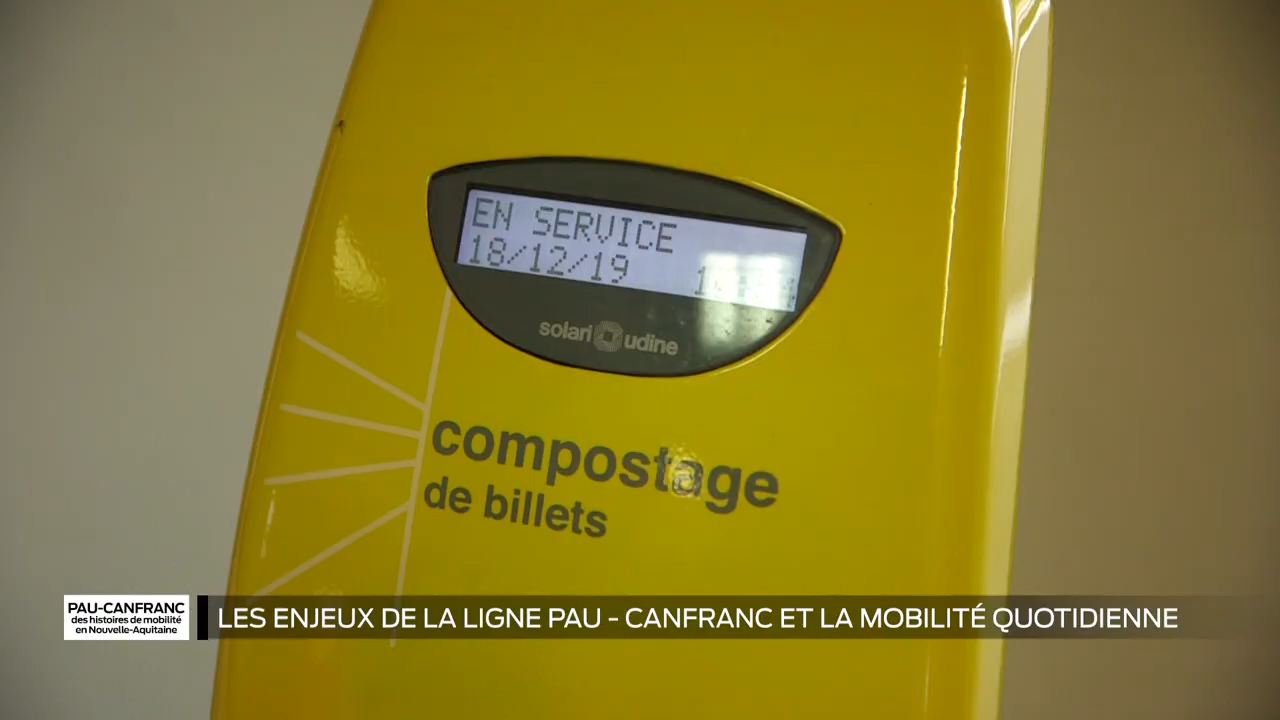 EN SERVICE
18/12/19
solari udine
compostage
de billets
PAU-CANFRANC
des histoires de mobilité
en Nouvelle-Aquitaine
LES ENJEUX DE LA LIGNE PAU - CANFRANC ET LA MOBILITÉ QUOTIDIENNE